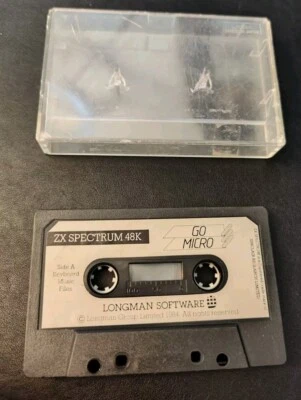 ZX SPECTRUM 48K
GO
MICRO
Side A
Keyboard
Music
Files
LONGMAN SOFTWARE
© Longman Group Limited 1984. All rights reserved